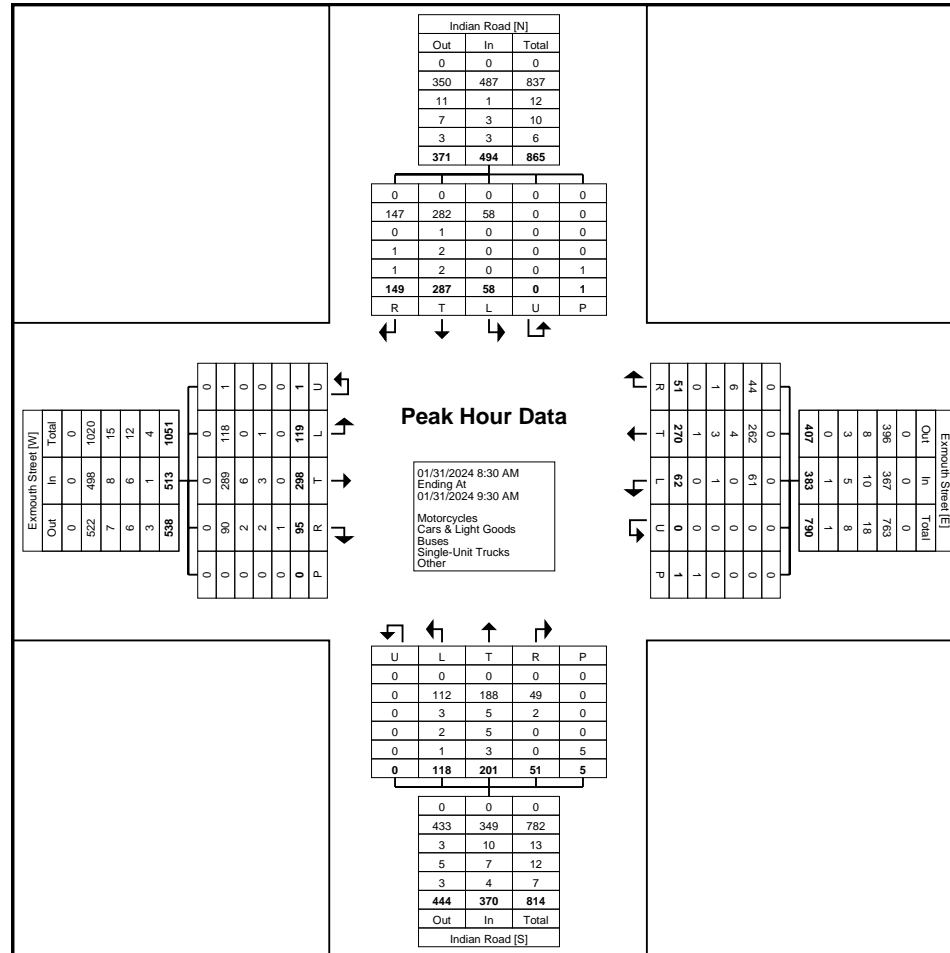 Indian Road [N]
Out In Total
0 0 0
350 487 837
11 1 12
7 3 10
3 3 6
371 494 865
0 0 0 0 0
147 282 58 0 0
0 1 0 0 0
1 2 0 0 0
1 2 0 0 1
149 287 58 0 1
R T L U P
Exmouth Street [W]
Total 0 1020 15 12 4 1051
In 0 498 8 6 1 513
Out 0 522 7 6 3 538
0 1 0 0 0 1 U
0 118 0 1 0 119 L
0 289 6 3 0 298 T
0 90 2 2 1 95 R
0 0 0 0 0 0 P
Peak Hour Data
01/31/2024 8:30 AM
Ending At
01/31/2024 9:30 AM
Motorcycles
Cars & Light Goods
Buses
Single-Unit Trucks
Other
R 51 0 1 6 44 0
T 270 1 3 4 262 0
L 62 0 1 0 61 0
U 0 0 0 0 0 0
P 1 1 0 0 0 0
407 0 3 8 396 0 Out
383 1 5 10 367 0 In
790 1 8 18 763 0 Total
Exmouth Street [E]
U L T R P
0 0 0 0 0
0 112 188 49 0
0 3 5 2 0
0 2 5 0 0
0 1 3 0 5
0 118 201 51 5
0 0 0
433 349 782
3 10 13
5 7 12
3 4 7
444 370 814
Out In Total
Indian Road [S]